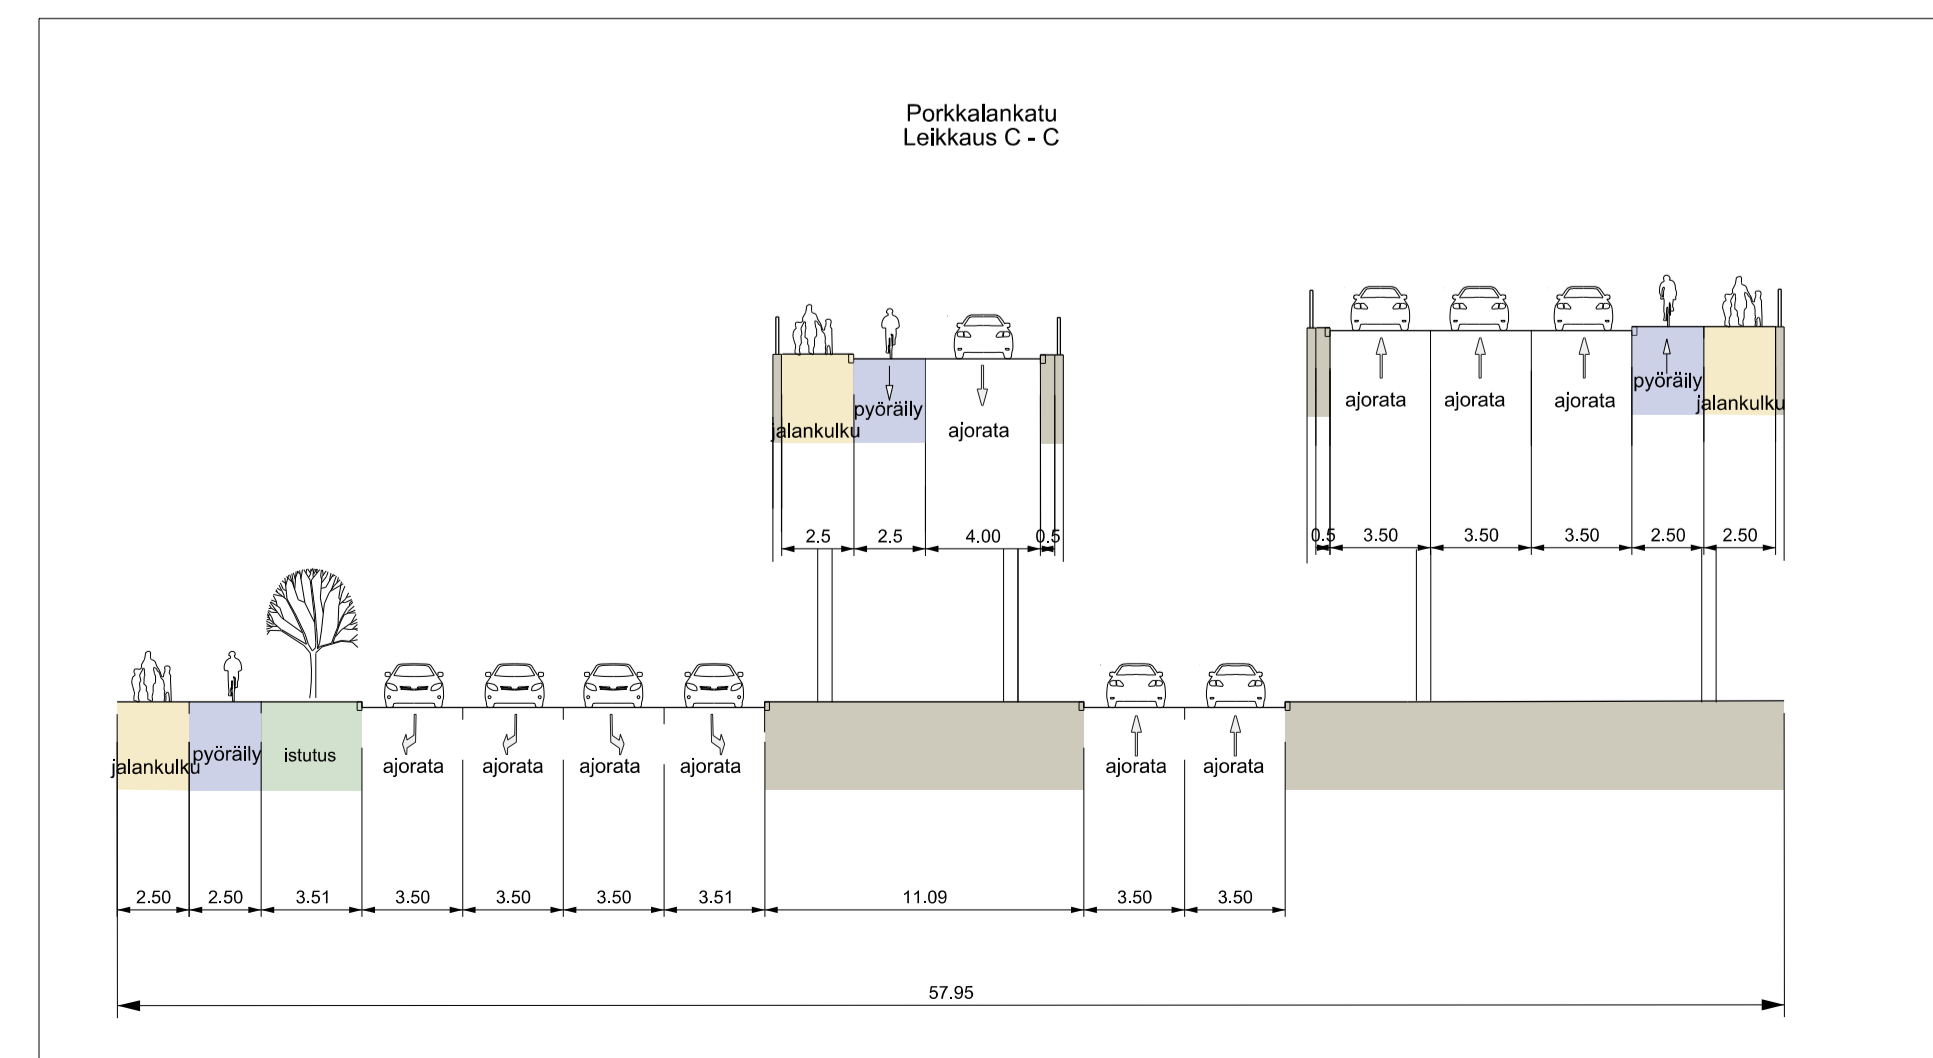 Porkkalankatu
Leikkaus C - C
jalankulku
pyöräily
ajorata
2.5
2.5
4.00
0.5
ajorata
ajorata
ajorata
pyöräily
jalankulku
0.5
3.50
3.50
3.50
2.50
2.50
jalankulku
pyöräily
istutus
ajorata
ajorata
ajorata
ajorata
ajorata
ajorata
2.50
2.50
3.51
3.50
3.50
3.50
3.51
11.09
3.50
3.50
57.95